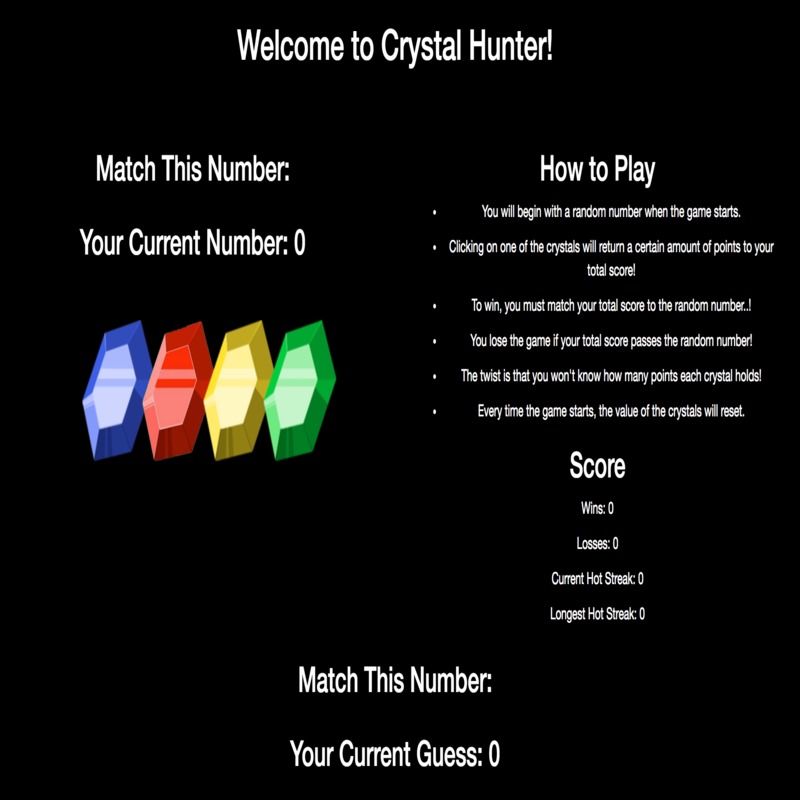 Welcome to Crystal Hunter!
Match This Number:
Your Current Number: 0
How to Play
• You will begin with a random number when the game starts.
• Clicking on one of the crystals will return a certain amount of points to your
total score!
• To win, you must match your total score to the random number..!
• You lose the game if your total score passes the random number!
• The twist is that you won't know how many points each crystal holds!
• Every time the game starts, the value of the crystals will reset.
Score
Wins: 0
Losses: 0
Current Hot Streak: 0
Longest Hot Streak: 0
Match This Number:
Your Current Guess: 0